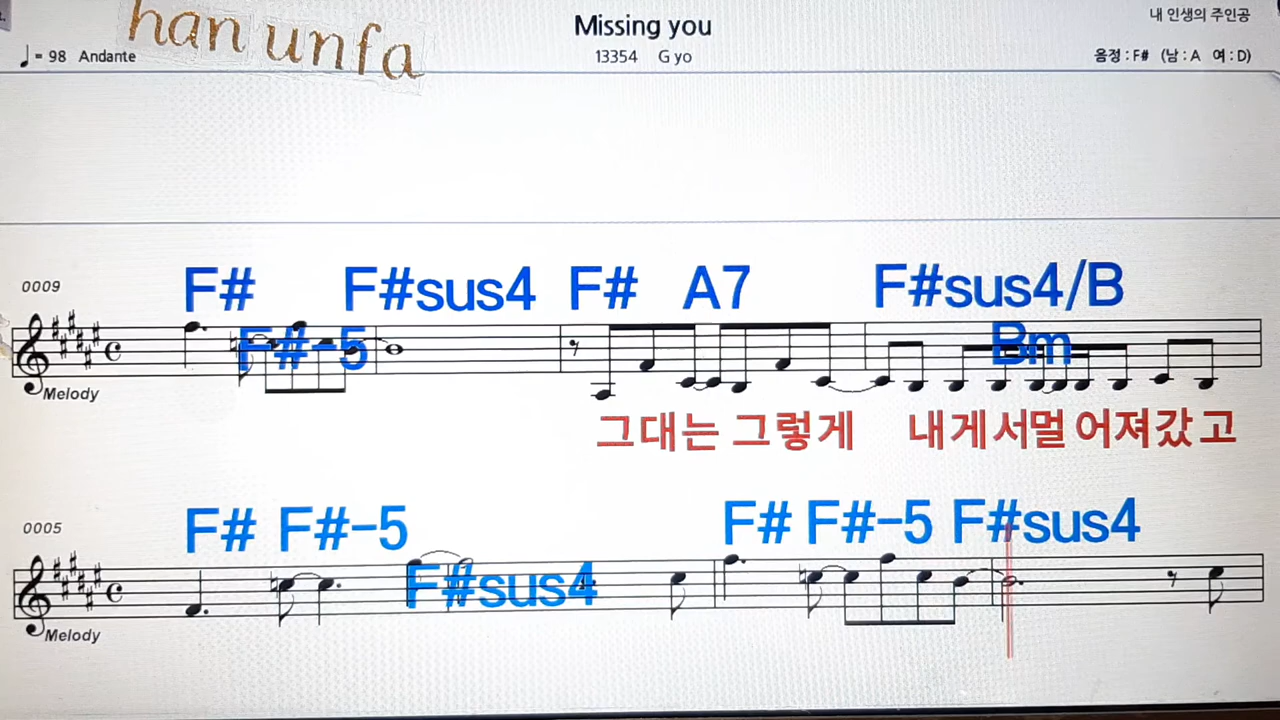 han unfa
Missing you
내 인생의 주인공
♩= 98 Andante
13354 G yo
음정 : F# (남 : A 여 : D)
0009
F# F#-5 F#sus4 F# A7 F#sus4/B Bm
Melody
그대는 그렇게 내게서멀 어져갔고
0005
F# F#-5 F#sus4 F# F#-5 F#sus4
Melody